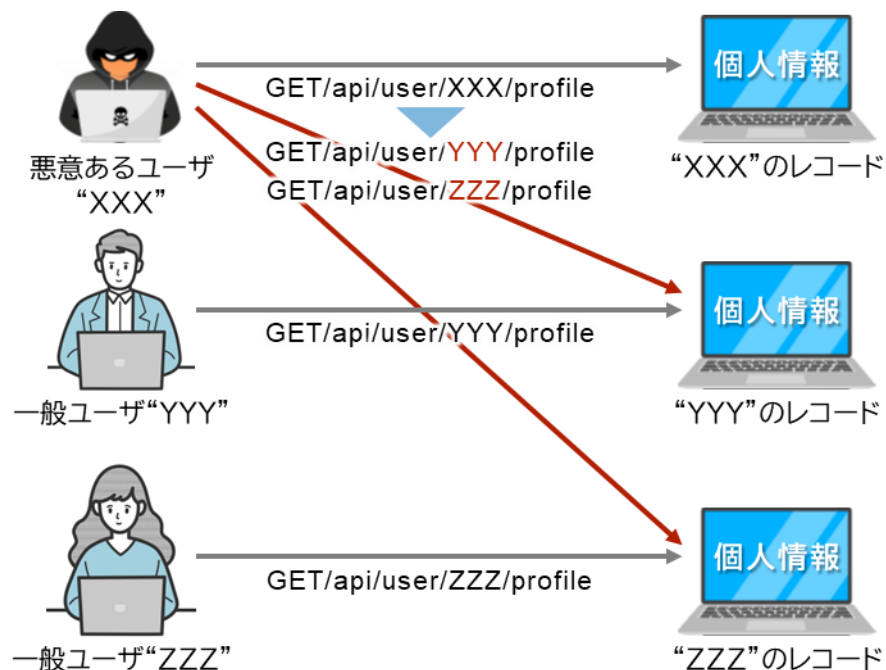 GET/api/user/XXX/profile
個人情報
GET/api/user/YYY/profile
GET/api/user/ZZZ/profile
悪意あるユーザ
“XXX”
“XXX”のレコード
GET/api/user/YYY/profile
個人情報
一般ユーザ“YYY”
“YYY”のレコード
GET/api/user/ZZZ/profile
個人情報
一般ユーザ“ZZZ”
“ZZZ”のレコード